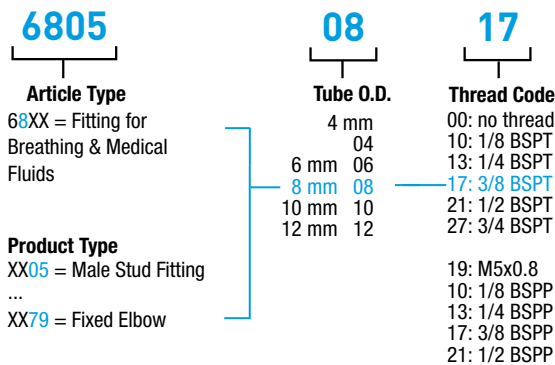 6805 08 17
Article Type
68XX = Fitting for
Breathing & Medical
Fluids
Product Type
XX05 = Male Stud Fitting
...
XX79 = Fixed Elbow
Tube O.D.
4 mm
04
6 mm 06
8 mm 08
10 mm 10
12 mm 12
Thread Code
00: no thread
10: 1/8 BSPT
13: 1/4 BSPT
17: 3/8 BSPT
21: 1/2 BSPT
27: 3/4 BSPT
19: M5x0.8
10: 1/8 BSPP
13: 1/4 BSPP
17: 3/8 BSPP
21: 1/2 BSPP